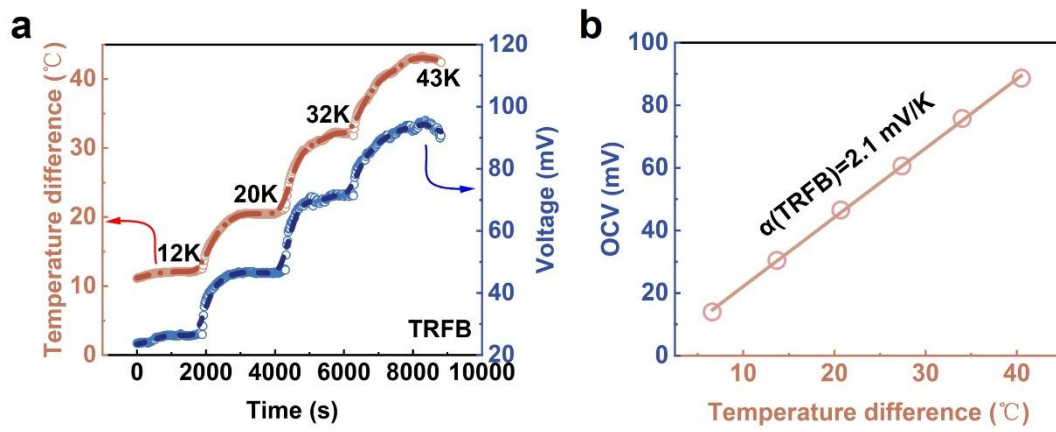 a
Temperature difference (℃)
40
30
20
10
0
12K
20K
32K
43K
TRFB
120
100
80
60
40
20
Voltage (mV)
0 2000 4000 6000 8000 10000
Time (s)
b
OCV (mV)
100
80
60
40
20
0
α(TRFB)=2.1 mV/K
10 20 30 40
Temperature difference (℃)